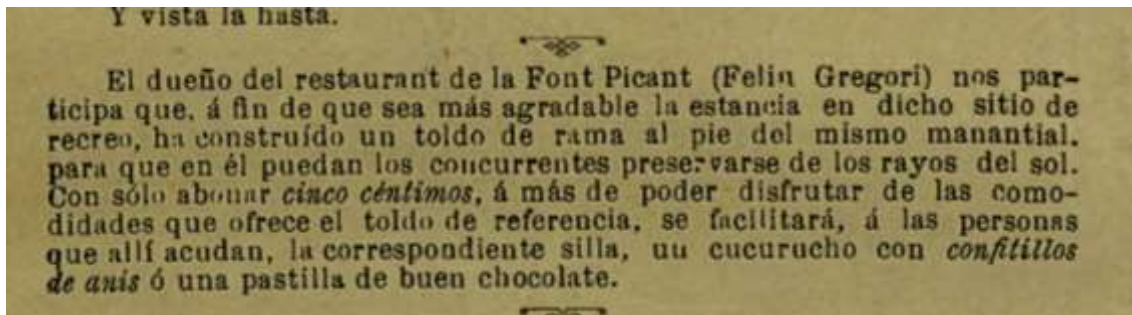 Y vista la hasta.
El dueño del restaurant de la Font Picant (Feliu Gregori) nos par-
ticipa que, á fin de que sea más agradable la estancia en dicho sitio de
recreo, ha construído un toldo de rama al pie del mismo manantial.
para que en él puedan los concurrentes preservarse de los rayos del sol.
Con sólo abonar cinco céntimos, á más de poder disfrutar de las como-
didades que ofrece el toldo de referencia, se facilitará, á las personas
que allí acudan, la correspondiente silla, un cucurucho con confitillos
de anis ó una pastilla de buen chocolate.